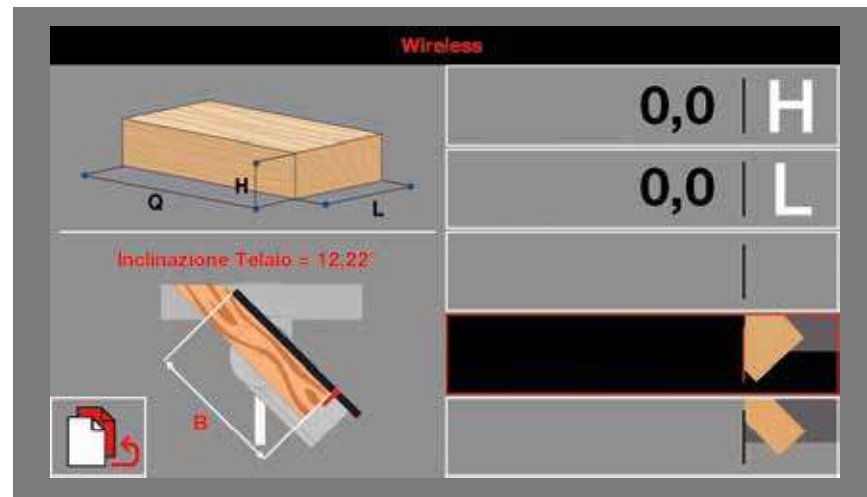 Wireless
H
Q
L
0,0 H
0,0 L
Inclinazione Telaio = 12,22°
B